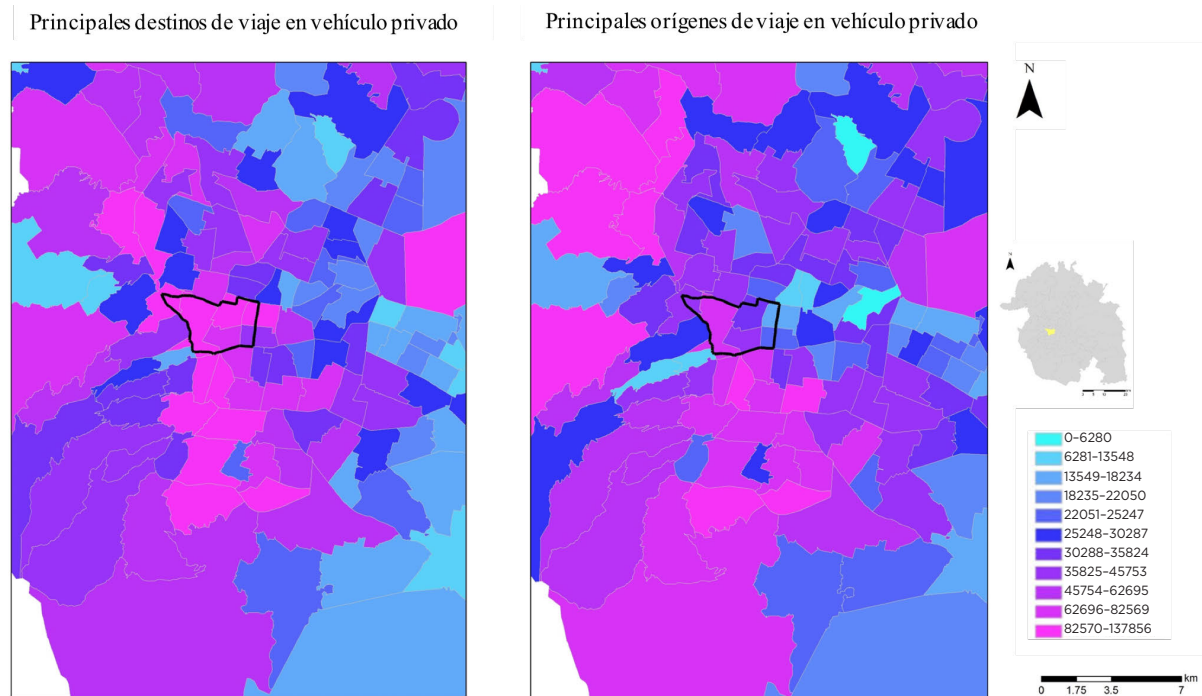 Principales destinos de viaje en vehículo privado
Principales orígenes de viaje en vehículo privado
N
0-6280
6281-13548
13549-18234
18235-22050
22051-25247
25248-30287
30288-35824
35825-45753
45754-62695
62696-82569
82570-137856
km
0 1.75 3.5 7